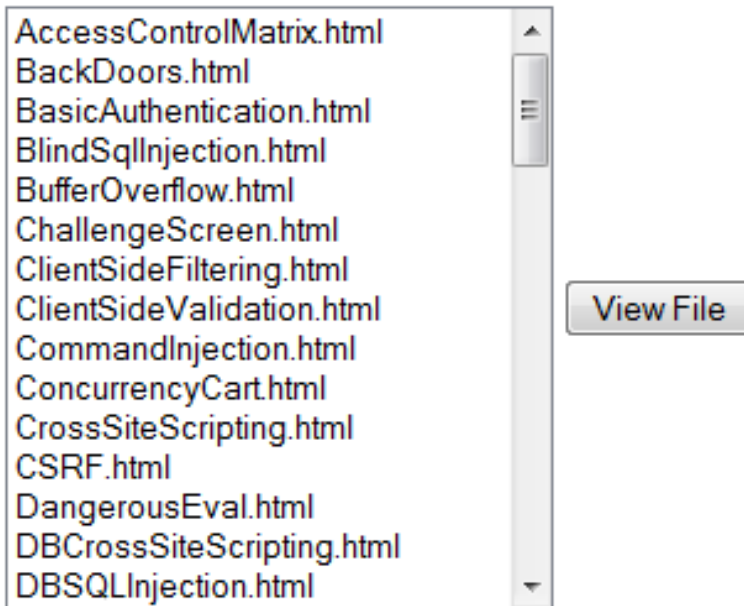 AccessControlMatrix.html
BackDoors.html
BasicAuthentication.html
BlindSqlInjection.html
BufferOverflow.html
ChallengeScreen.html
ClientSideFiltering.html
ClientSideValidation.html
CommandInjection.html
ConcurrencyCart.html
CrossSiteScripting.html
CSRF.html
DangerousEval.html
DBCrossSiteScripting.html
DBSQLInjection.html
View File